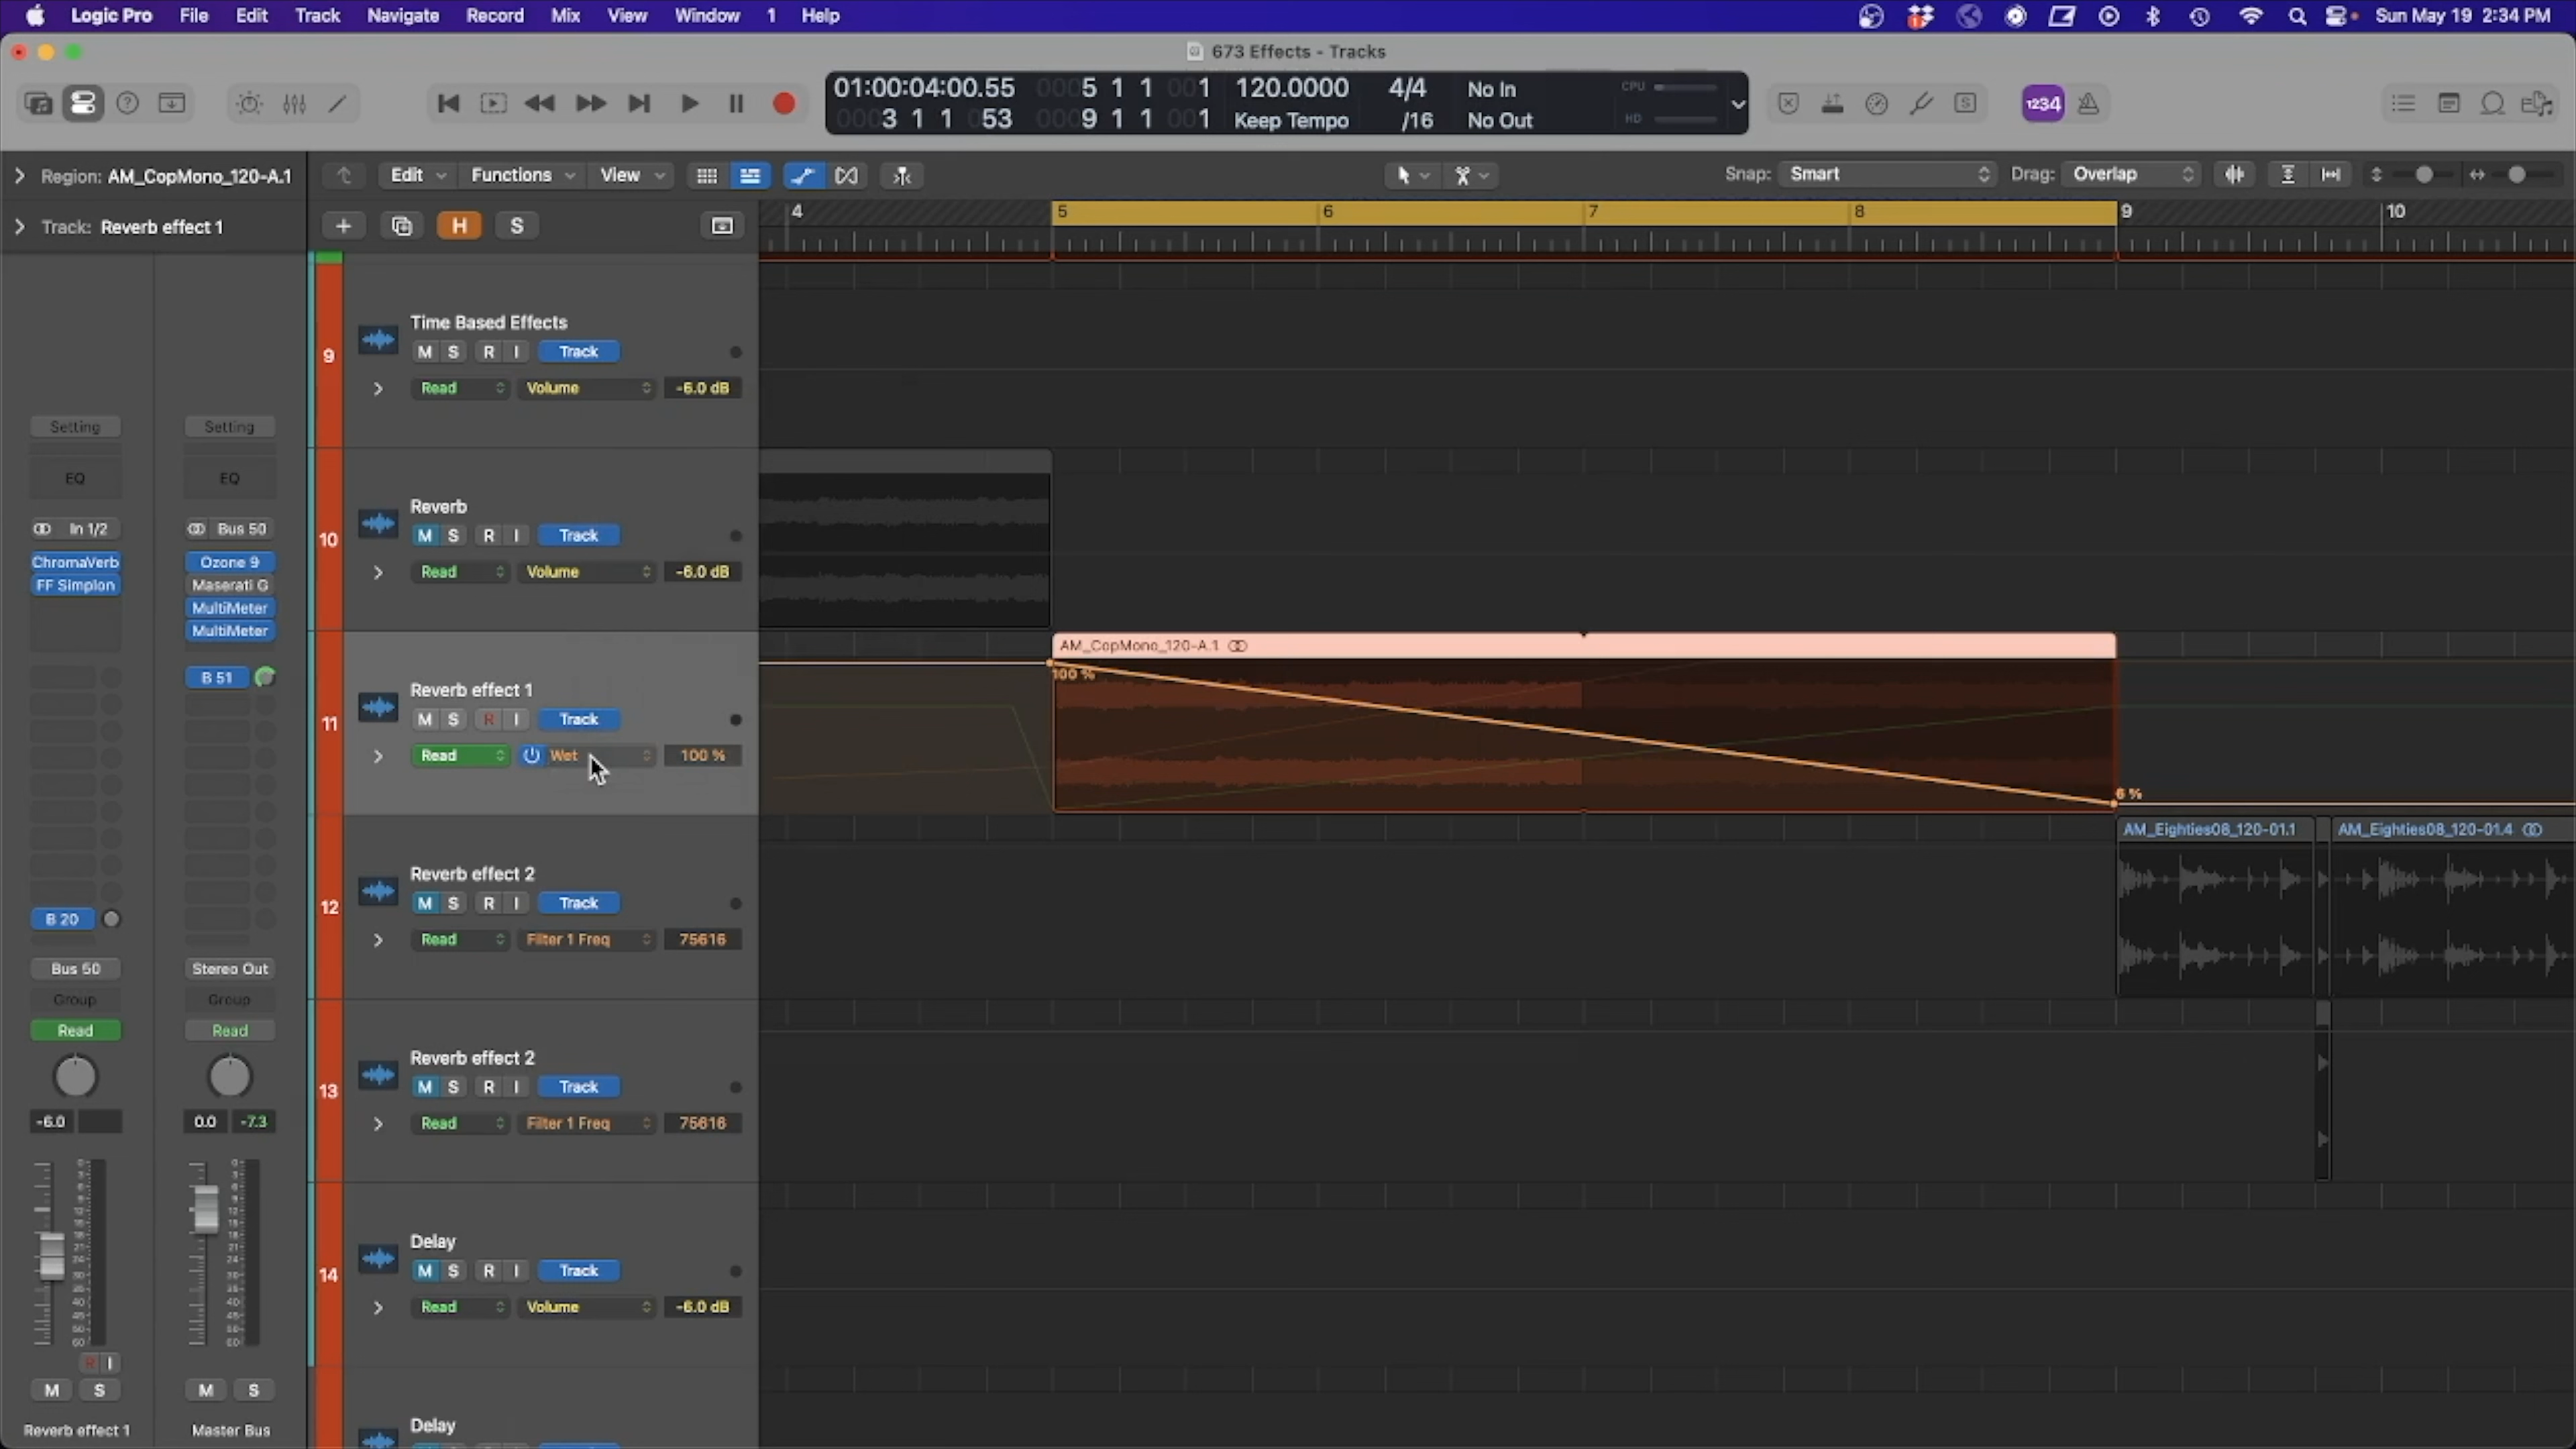 Logic Pro File Edit Track Navigate Record Mix View Window 1 Help Sun May 19 2:34 PM
673 Effects - Tracks
01:00:04:00.55 0005 1 1 001 120.0000 4/4 No In CPU
0003 1 1 053 0009 1 1 001 Keep Tempo /16 No Out HD
1234
Region: AM_CopMono_120-A.1
Edit Functions View Snap: Smart Drag: Overlap
Track: Reverb effect 1
H S
4 5 6 7 8 9 10
9
Time Based Effects
M S R I Track
Read Volume -6.0 dB
10
Reverb
M S R I Track
Read Volume -6.0 dB
AM_CopMono_120-A.1
100 %
6 %
11
Reverb effect 1
M S R I Track
Read Wet 100 %
AM_Eighties08_120-01.1 AM_Eighties08_120-01.4
12
Reverb effect 2
M S R I Track
Read Filter 1 Freq 75616
13
Reverb effect 2
M S R I Track
Read Filter 1 Freq 75616
14
Delay
M S R I Track
Read Volume -6.0 dB
Delay
Setting Setting
EQ EQ
In 1/2 Bus 50
ChromaVerb Ozone 9
FF Simplon Maserati G
MultiMeter
MultiMeter
B 51
B 20
Bus 50 Stereo Out
Group Group
Read Read
-6.0 0.0 -7.3
R I
M S M S
Reverb effect 1 Master Bus